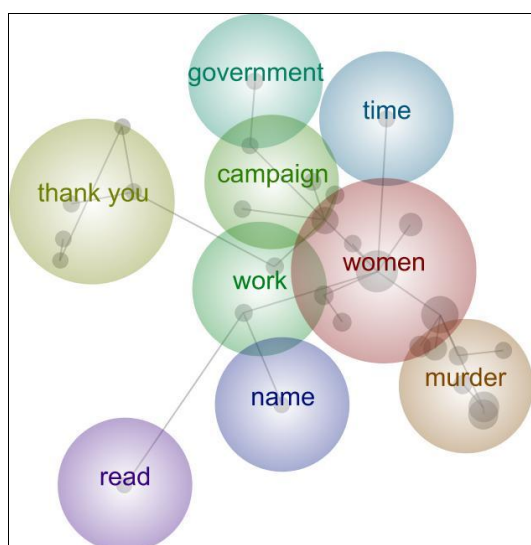 government
time
thank you
campaign
women
work
murder
name
read